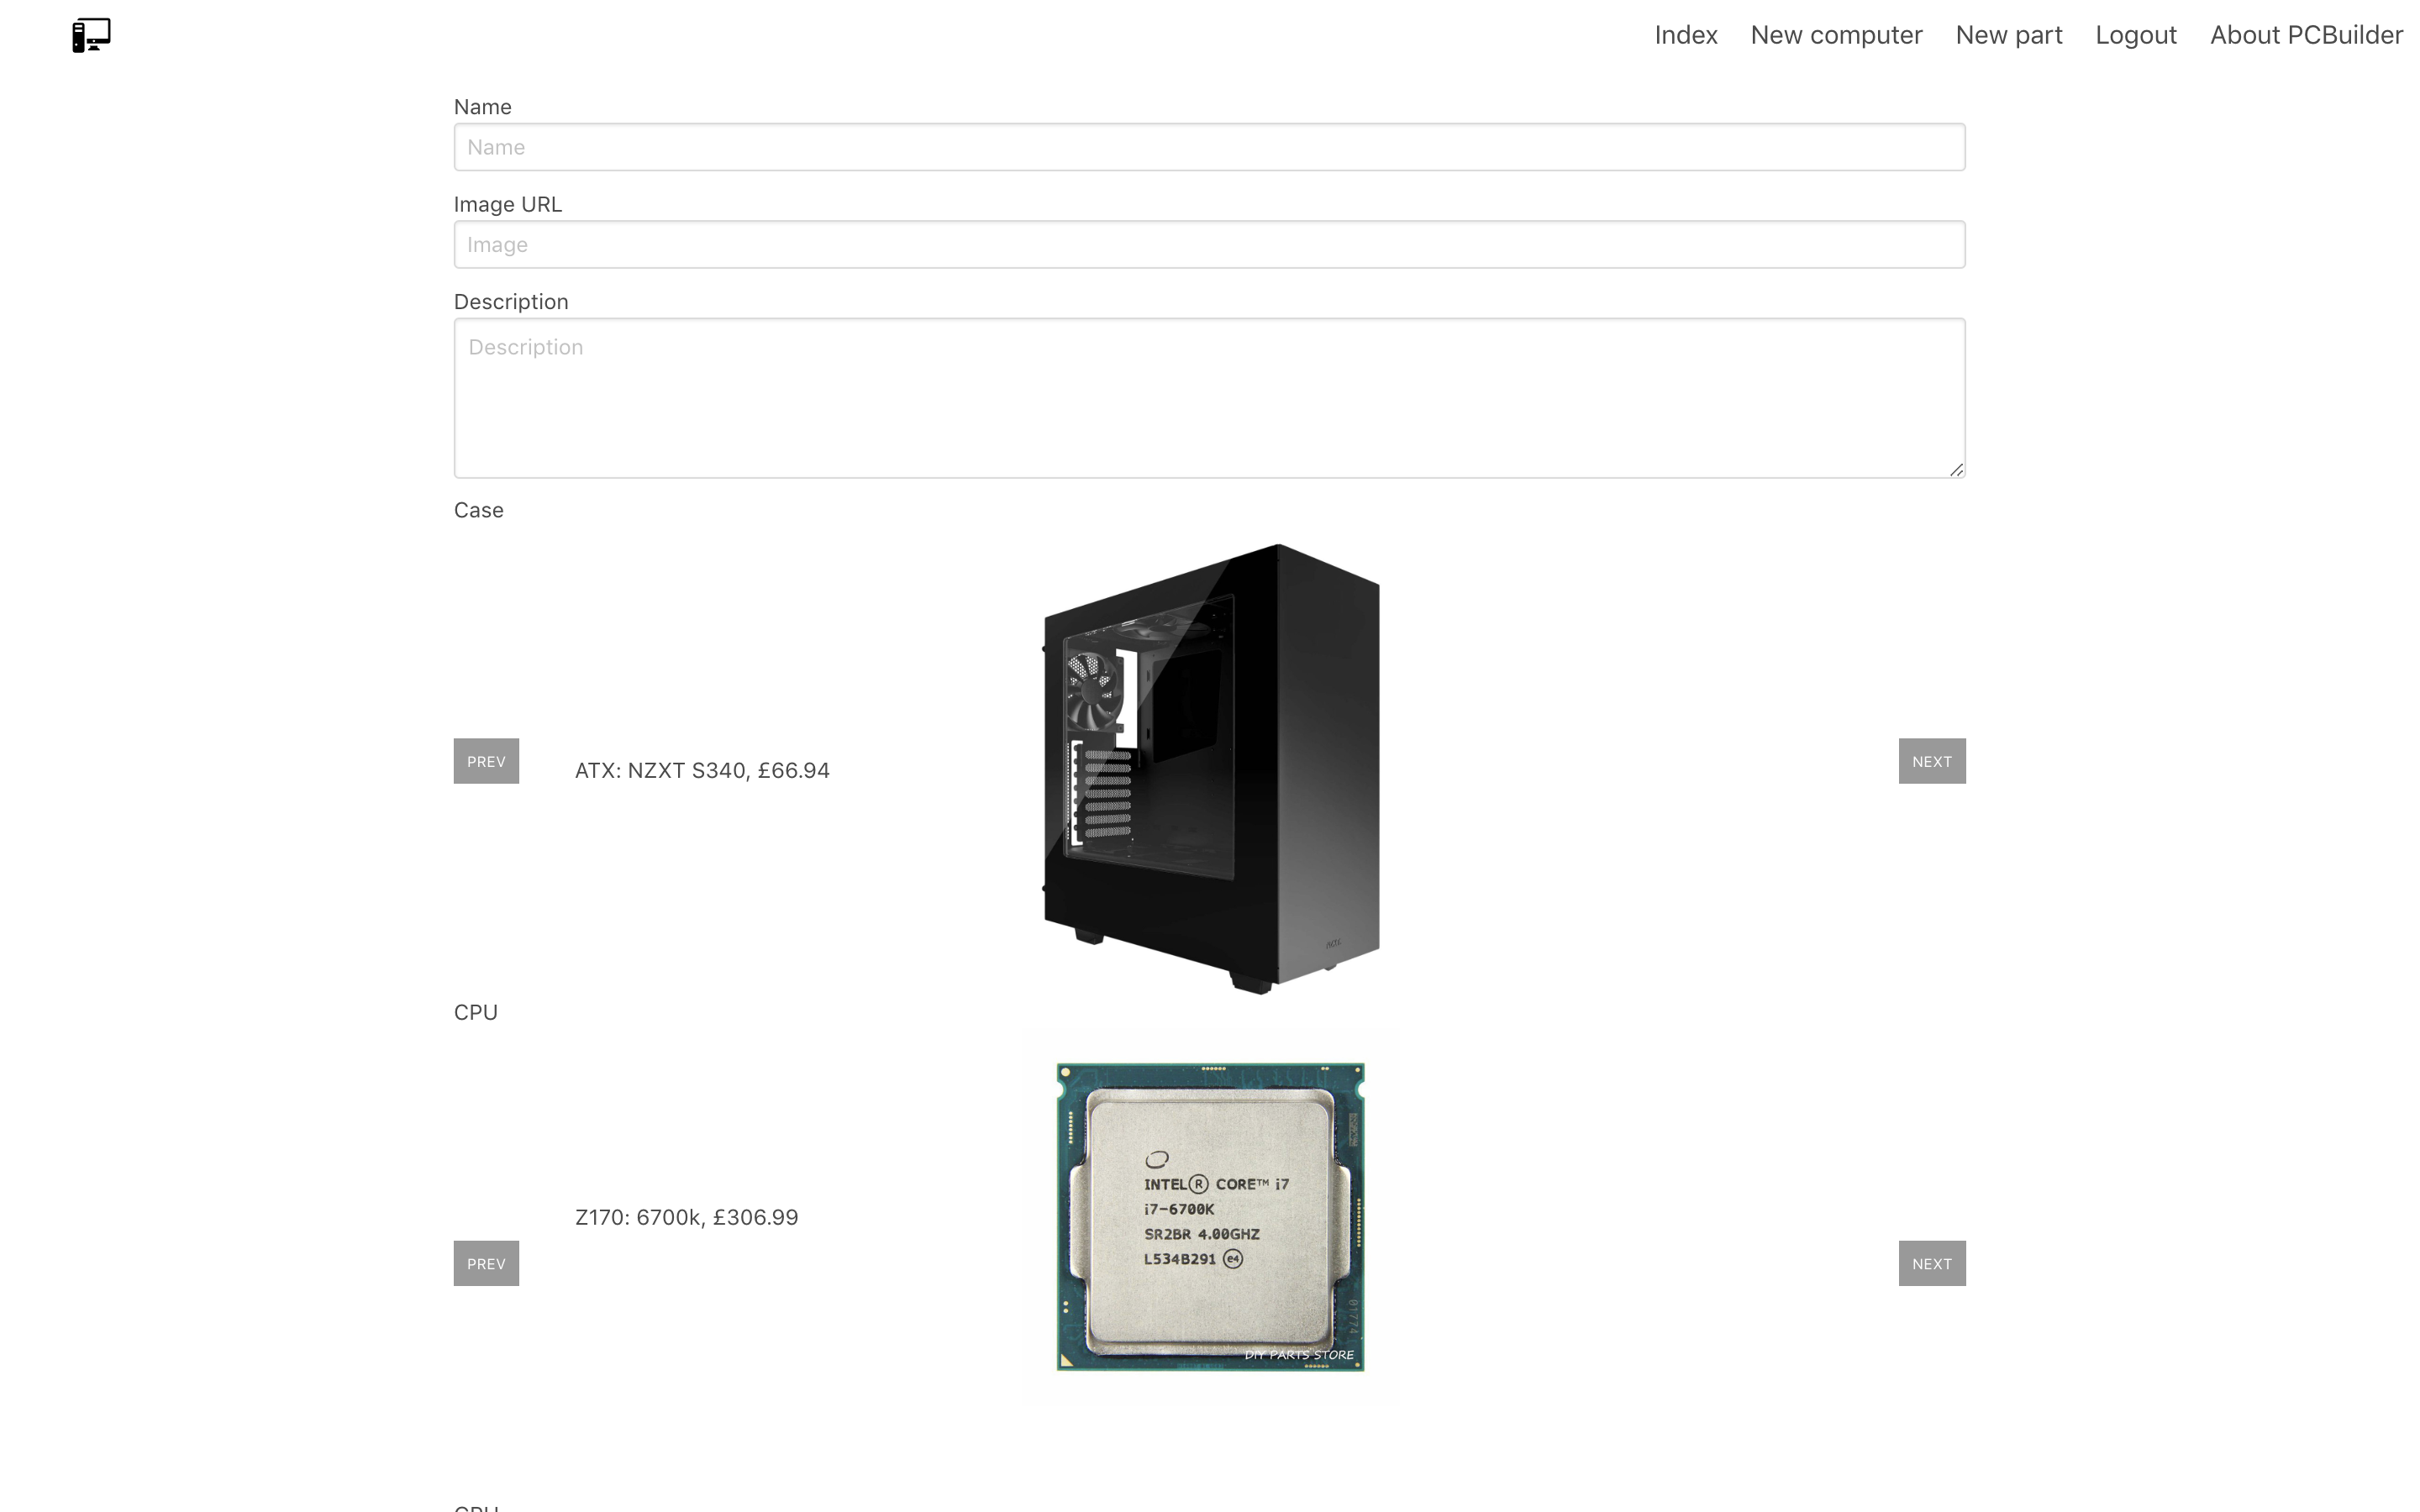 Index New computer New part Logout About PCBuilder
Name
Name
Image URL
Image
Description
Description
Case
PREV
ATX: NZXT S340, £66.94
NEXT
nzxt
CPU
INTEL® CORE™ i7
i7-6700K
SR2BR 4.00GHZ
L534B291 e4
01774
DIY PARTS STORE
Z170: 6700k, £306.99
PREV
NEXT